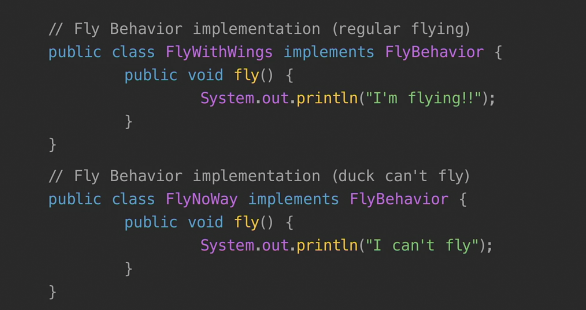 // Fly Behavior implementation (regular flying)
public class FlyWithWings implements FlyBehavior {
public void fly() {
System.out.println("I'm flying!!");
}
}
// Fly Behavior implementation (duck can't fly)
public class FlyNoWay implements FlyBehavior {
public void fly() {
System.out.println("I can't fly");
}
}